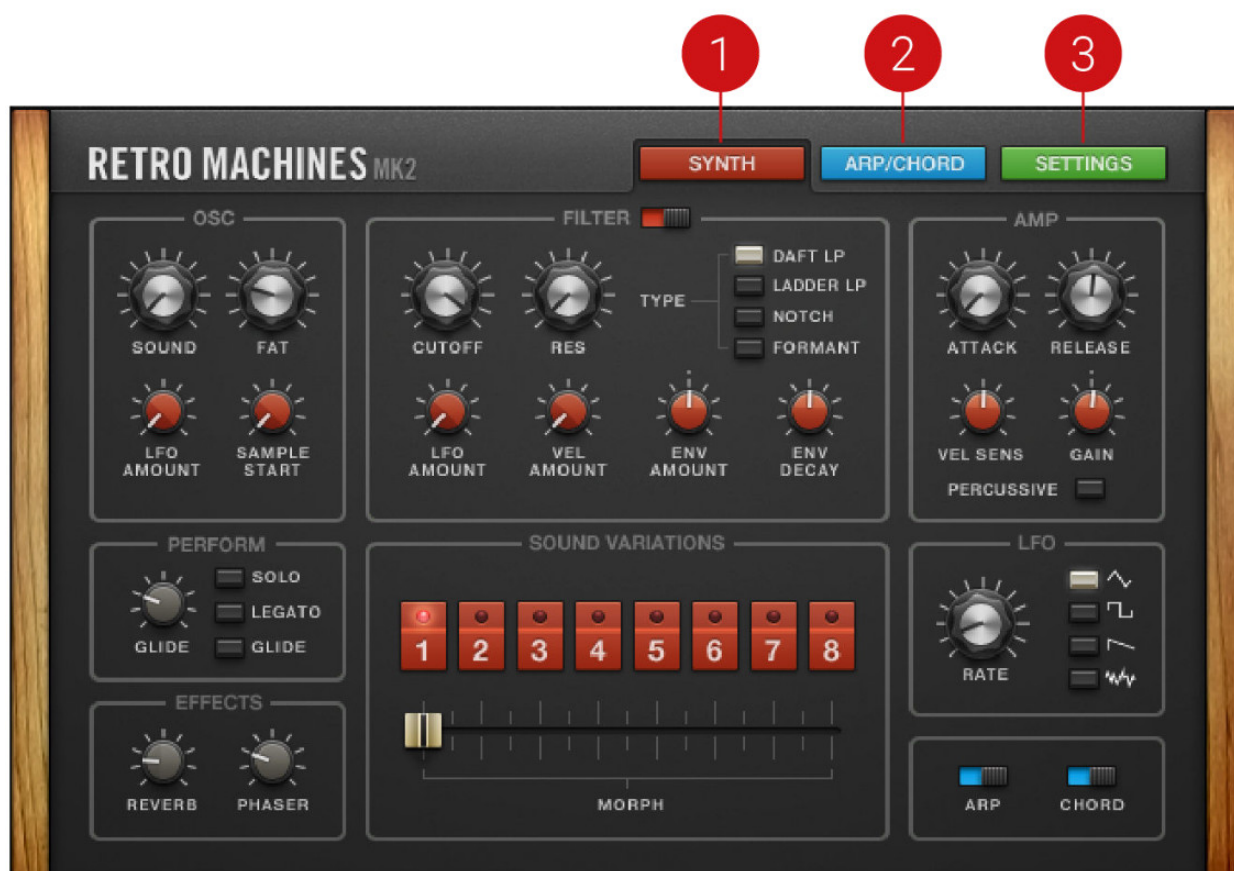 1 2 3
RETRO MACHINES MK2
SYNTH ARP/CHORD SETTINGS
OSC
SOUND FAT
LFO AMOUNT
SAMPLE START
FILTER
CUTOFF RES
TYPE
DAFT LP
LADDER LP
NOTCH
FORMANT
LFO AMOUNT
VEL AMOUNT
ENV AMOUNT
ENV DECAY
AMP
ATTACK RELEASE
VEL SENS GAIN
PERCUSSIVE
PERFORM
GLIDE
SOLO
LEGATO
GLIDE
SOUND VARIATIONS
1 2 3 4 5 6 7 8
MORPH
LFO
RATE
EFFECTS
REVERB PHASER
ARP CHORD